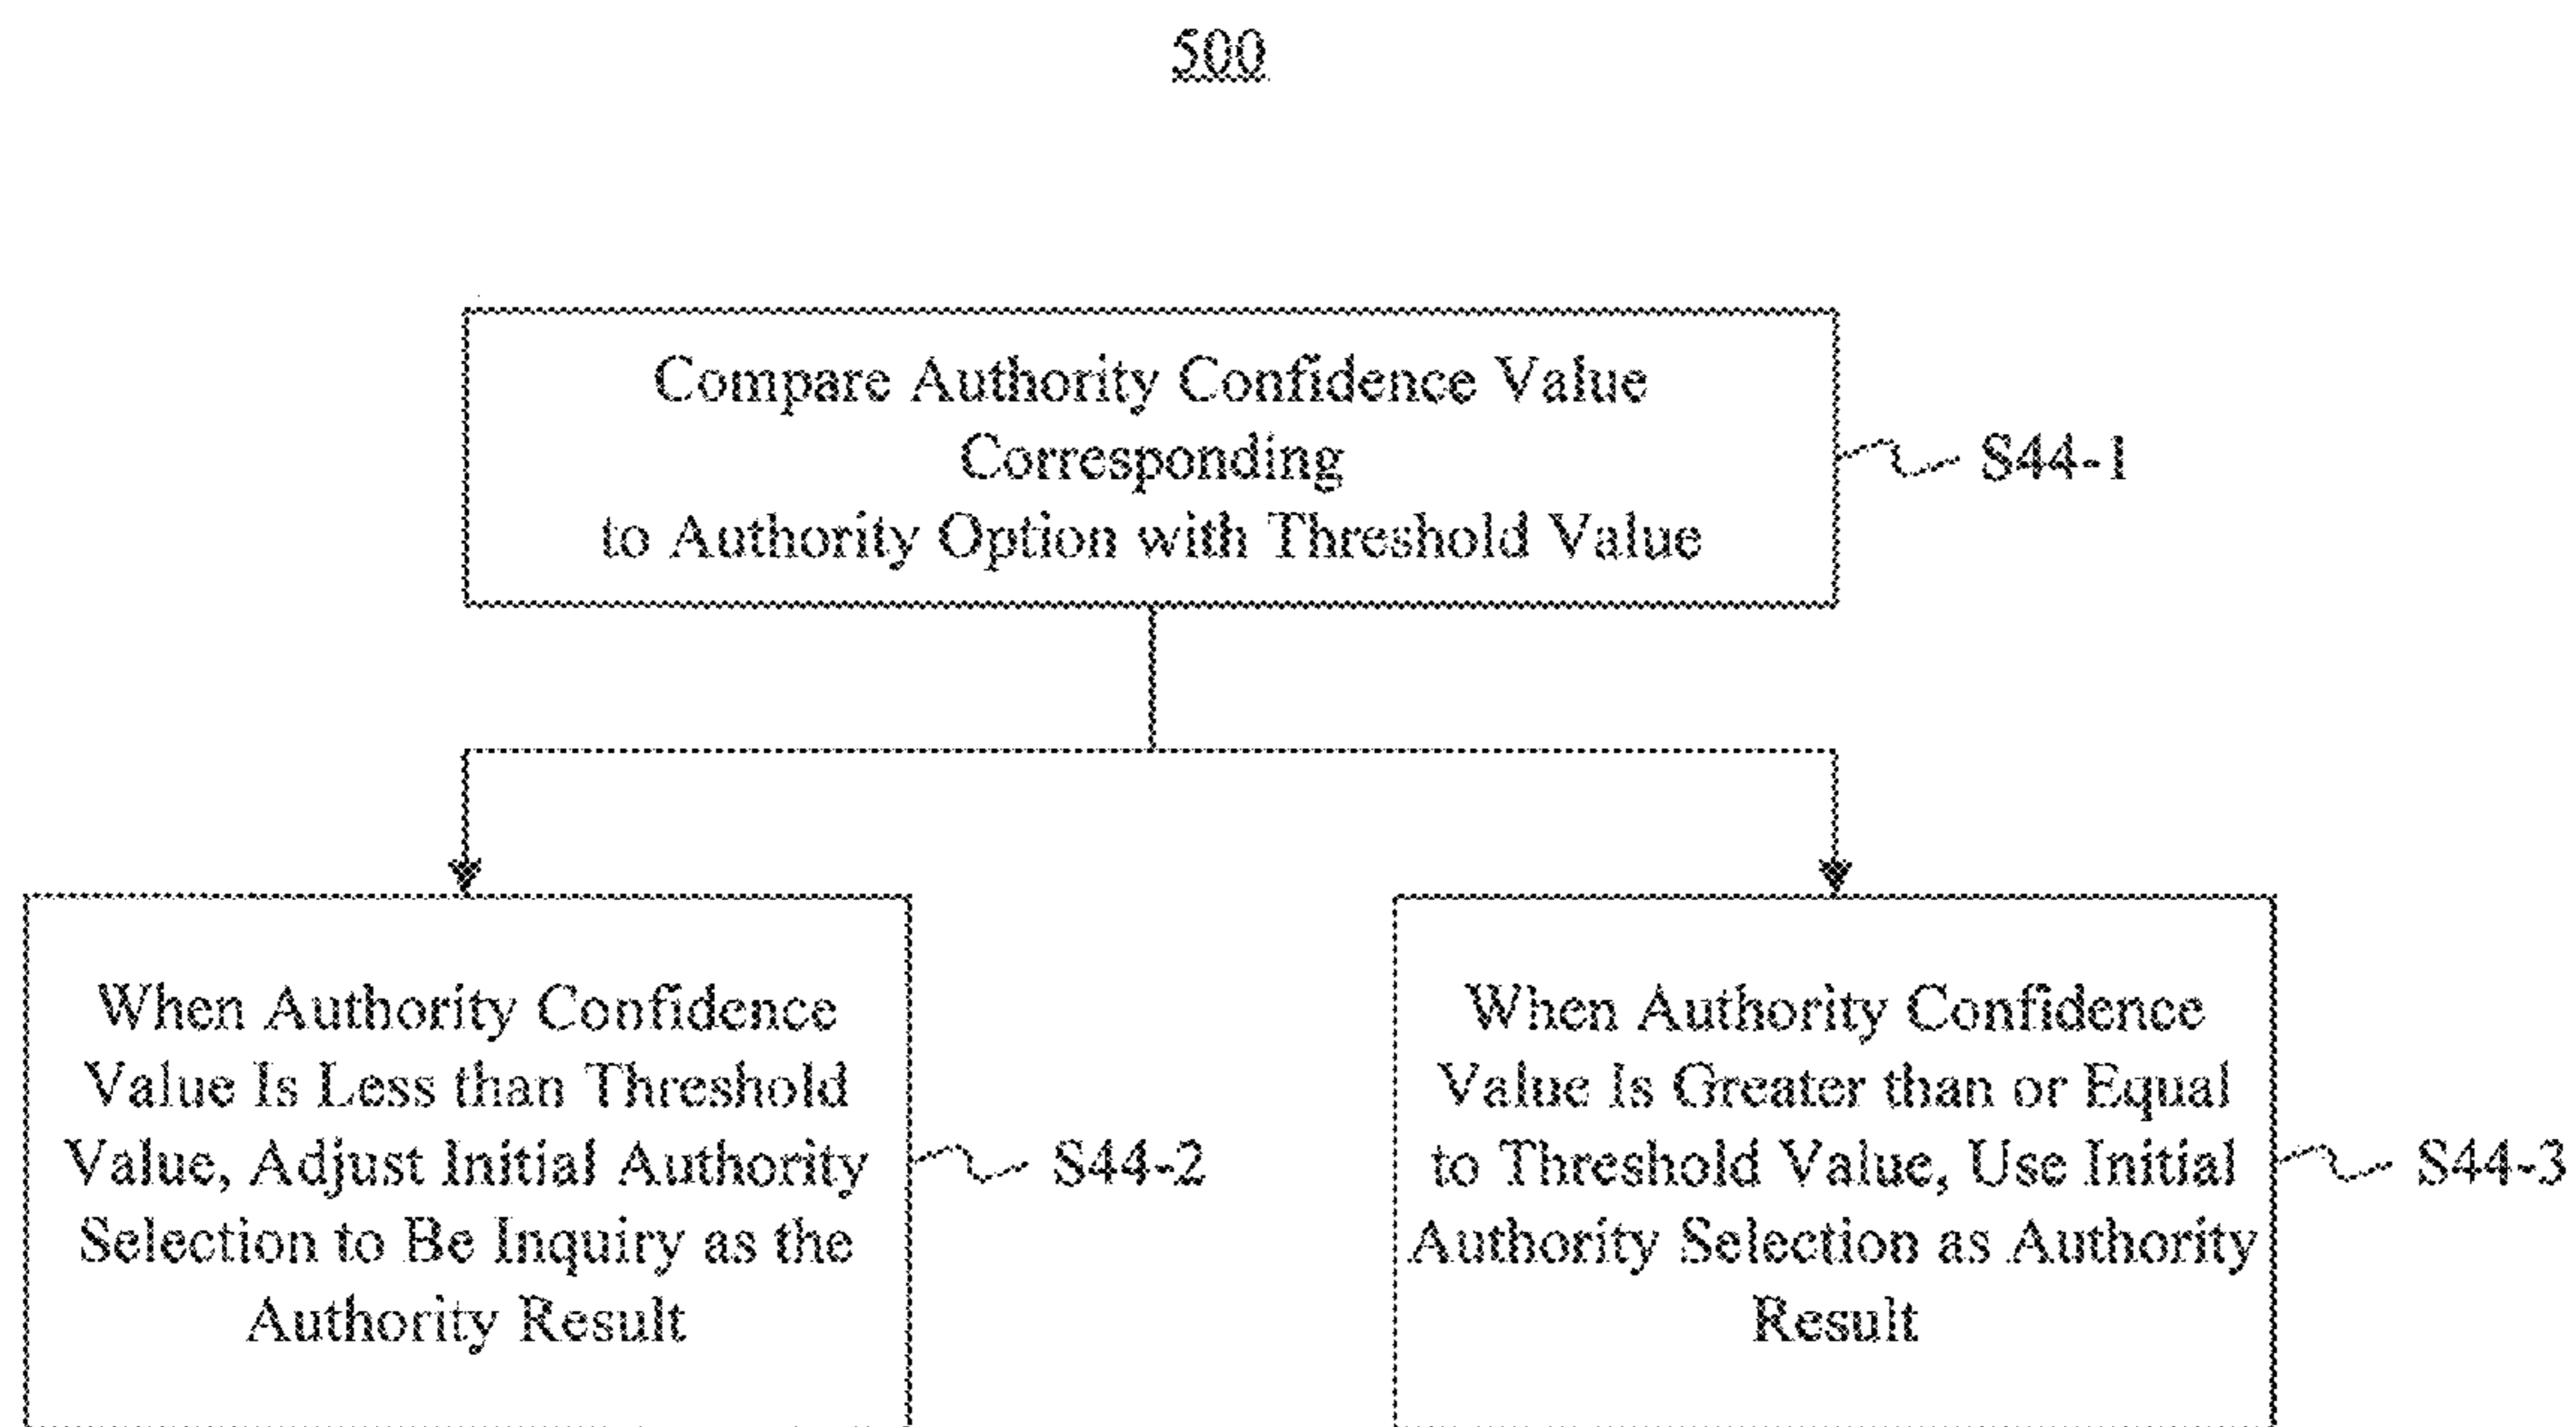 500
Compare Authority Confidence Value
Corresponding
to Authority Option with Threshold Value
S44-1
When Authority Confidence
Value Is Less than Threshold
Value, Adjust Initial Authority
Selection to Be Inquiry as the
Authority Result
S44-2
When Authority Confidence
Value Is Greater than or Equal
to Threshold Value, Use Initial
Authority Selection as Authority
Result
S44-3